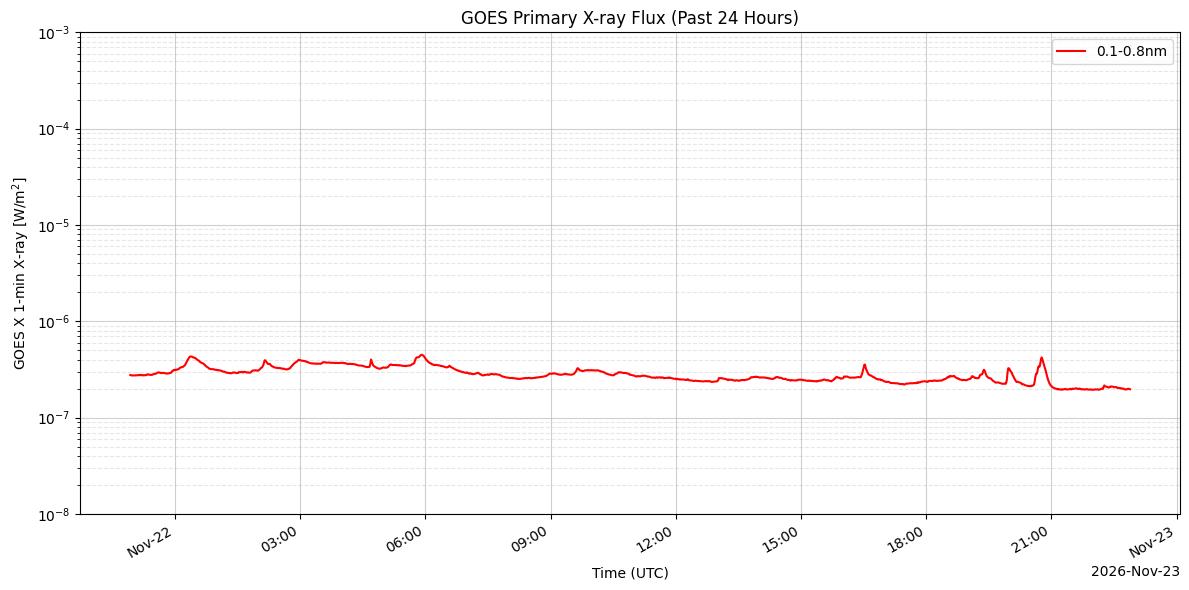 GOES Primary X-ray Flux (Past 24 Hours)
0.1-0.8nm
GOES X 1-min X-ray [W/m²]
10⁻³
10⁻⁴
10⁻⁵
10⁻⁶
10⁻⁷
10⁻⁸
Nov-22
03:00
06:00
09:00
12:00
15:00
18:00
21:00
Nov-23
Time (UTC)
2026-Nov-23